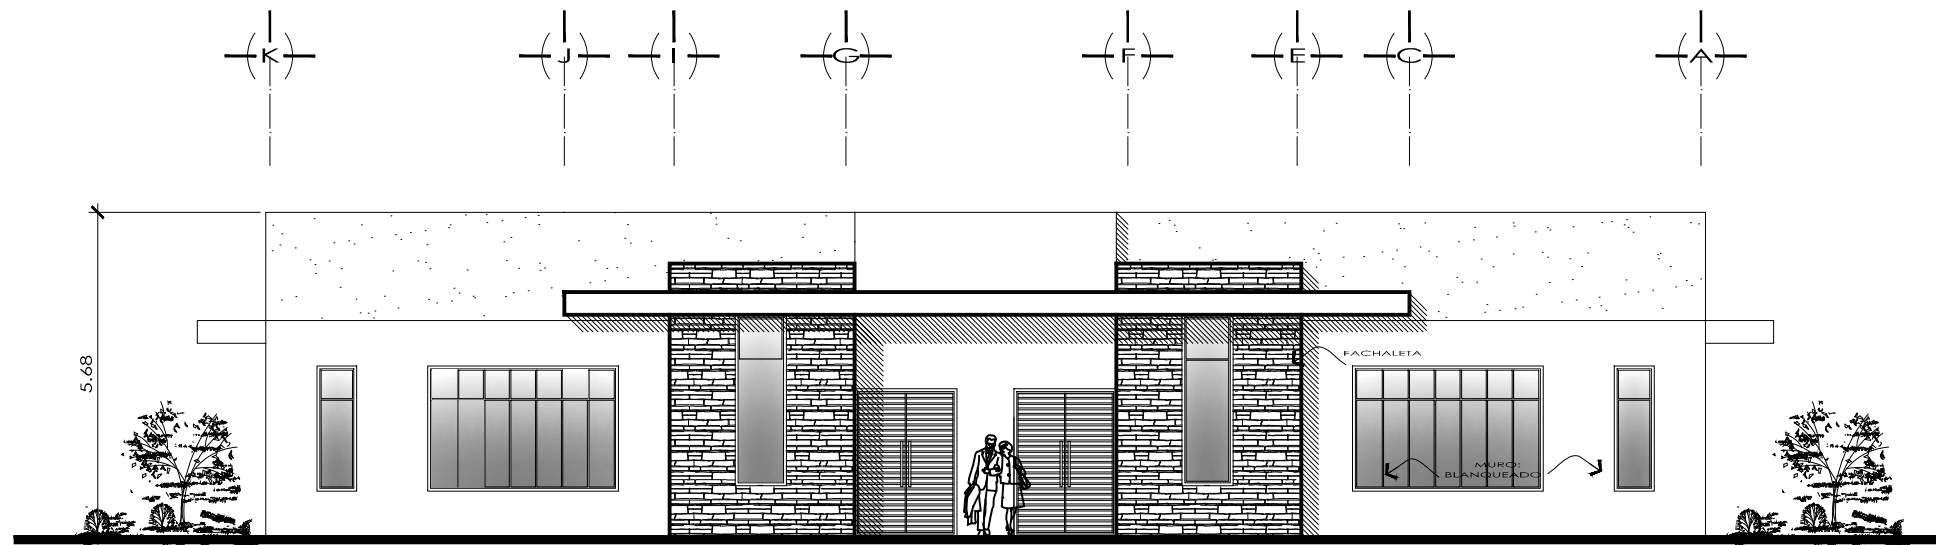 K J I G F E C A
5.68
FACHALETA
MURO:
BLANQUEADO